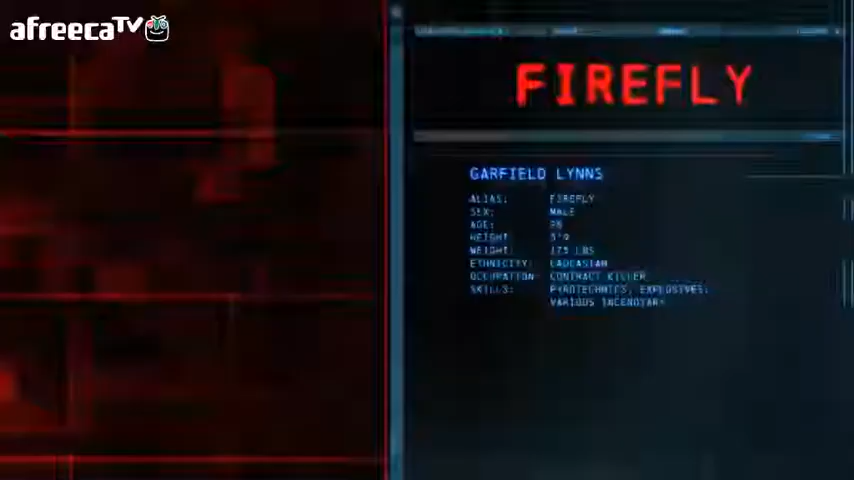 afreecaTV
FIREFLY
GARFIELD LYNNS
ALIAS: FIREFLY
SEX: MALE
AGE:
HEIGHT: 5'9
WEIGHT: 175 LBS
ETHNICITY: CAUCASIAN
OCCUPATION: CONTRACT KILLER
SKILLS: PYROTECHNICS, EXPLOSIVES,
VARIOUS INCENDIARY